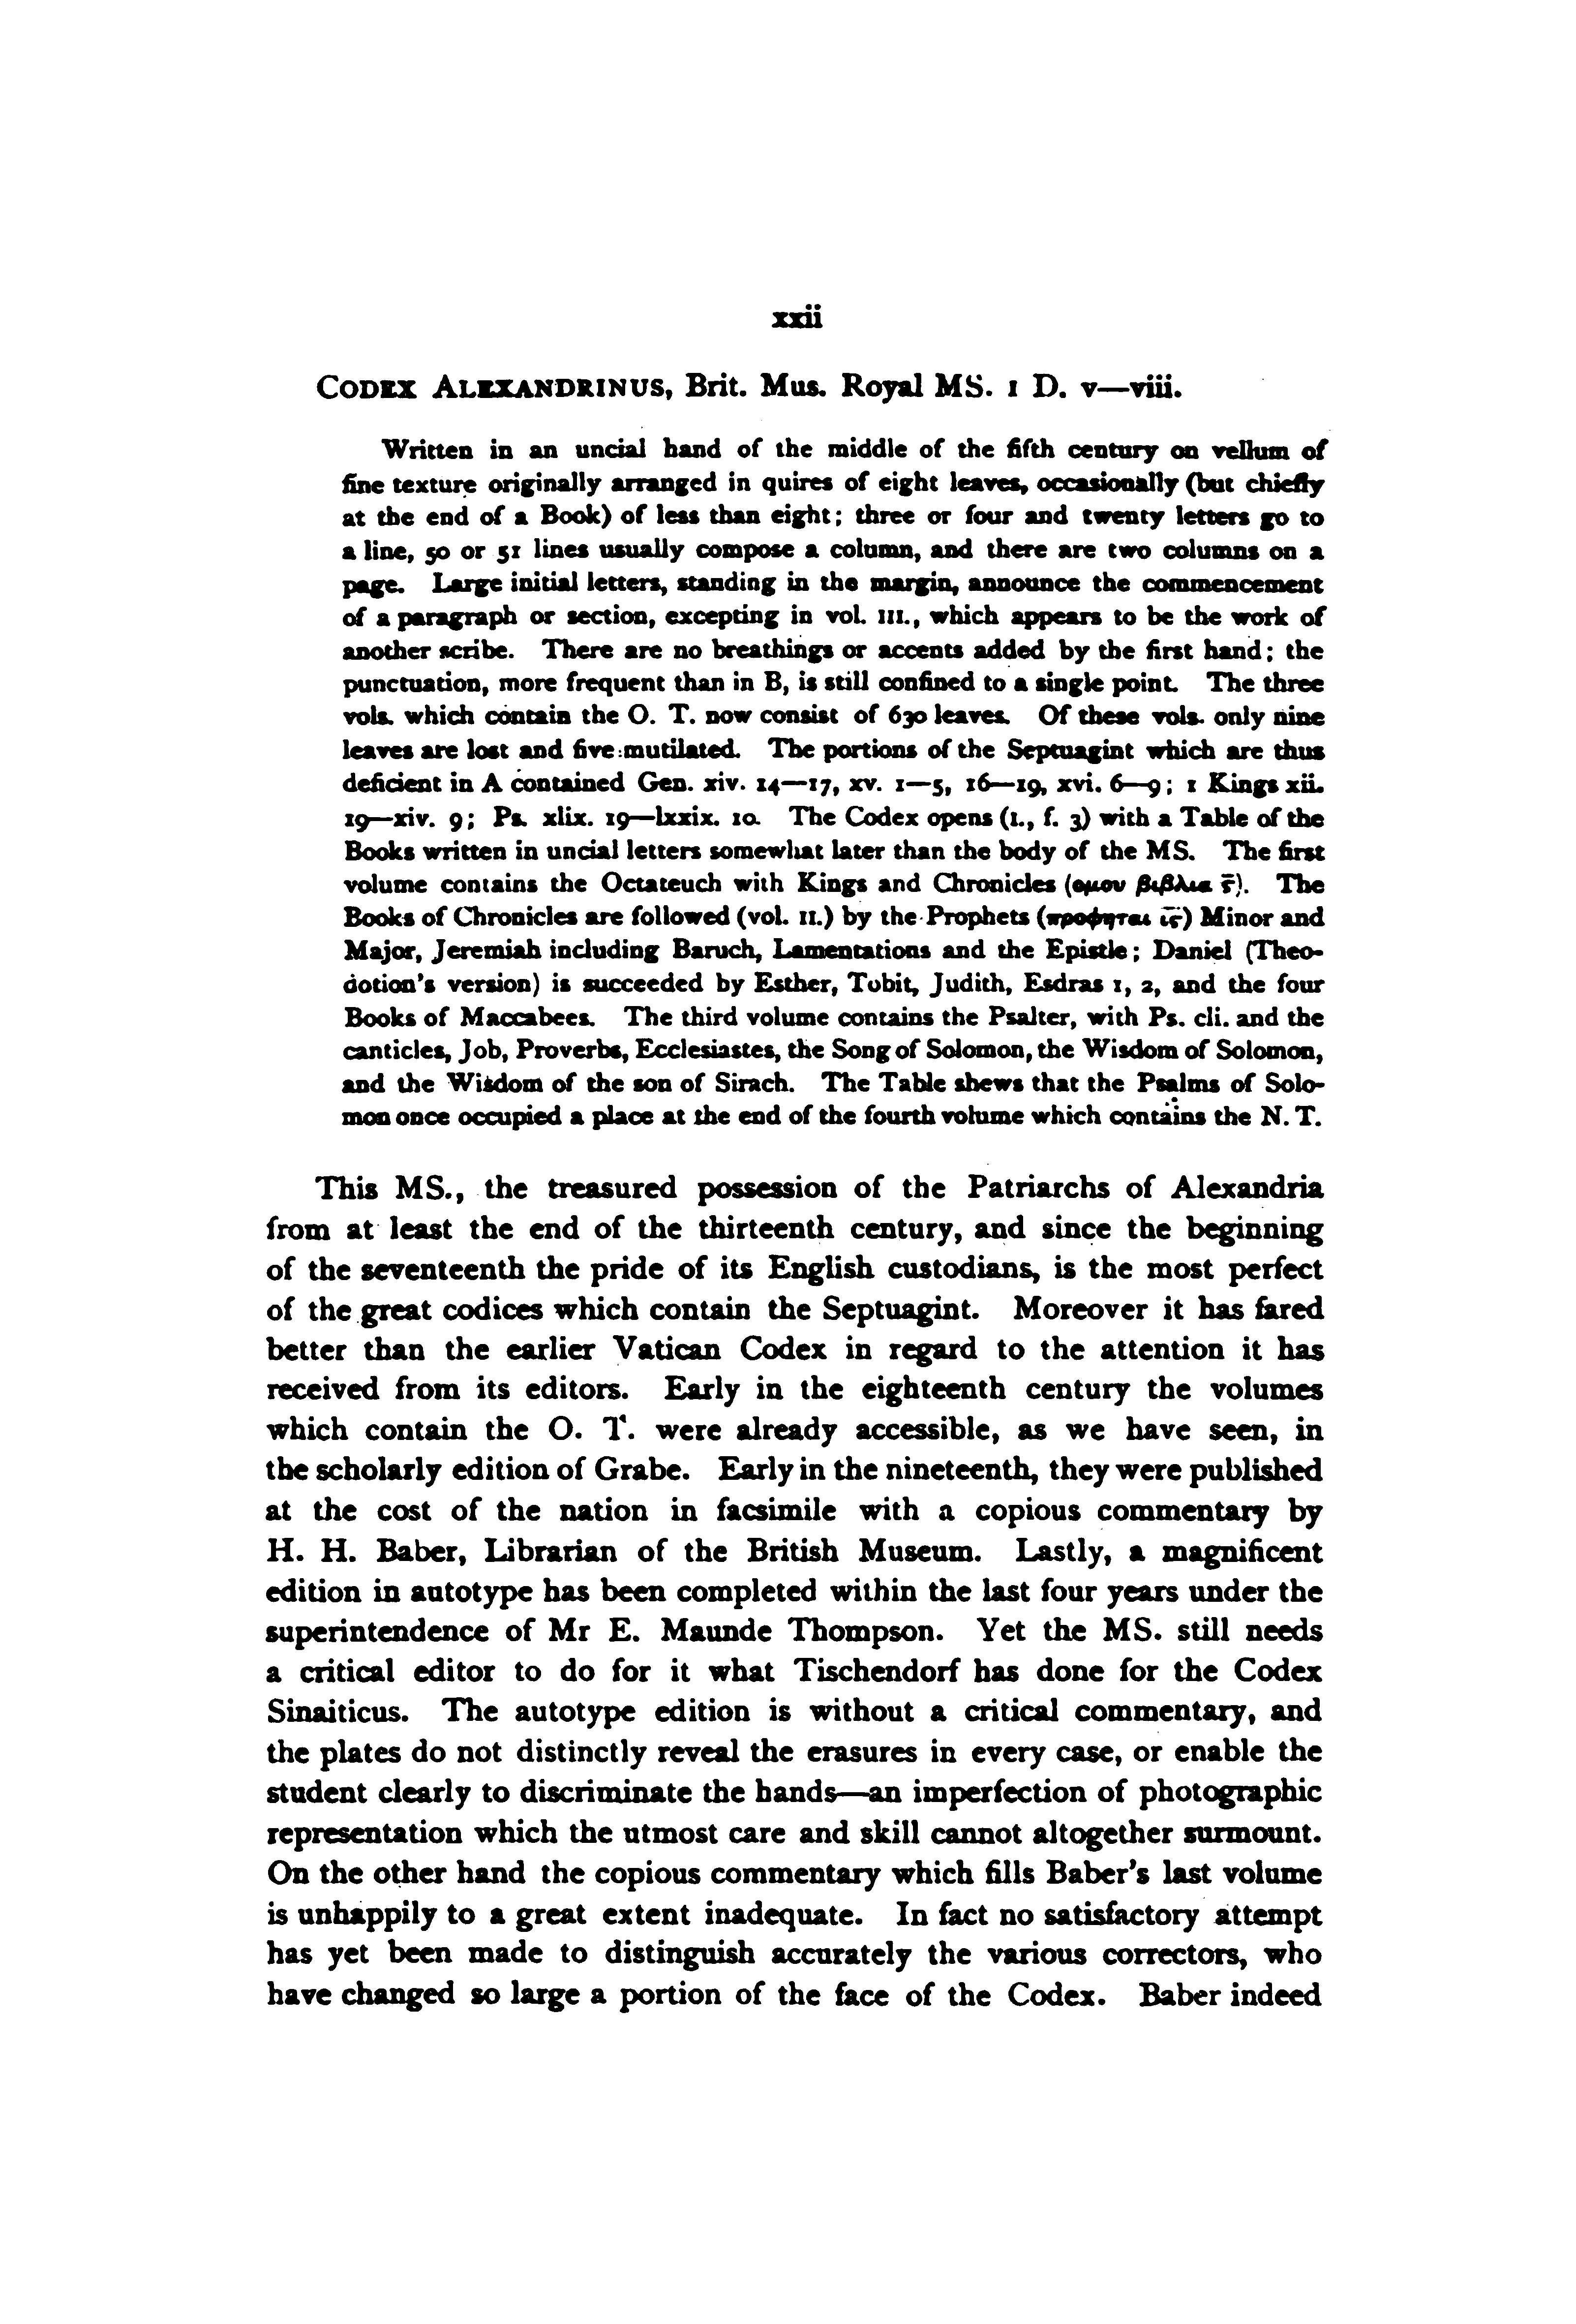 xxii
CODEX ALEXANDRINUS, Brit. Mus. Royal MS. 1 D. v—viii.
Written in an uncial hand of the middle of the fifth century on vellum of
fine texture originally arranged in quires of eight leaves, occasionally (but chiefly
at the end of a Book) of less than eight; three or four and twenty letters go to
a line, 50 or 51 lines usually compose a column, and there are two columns on a
page. Large initial letters, standing in the margin, announce the commencement
of a paragraph or section, excepting in vol. III., which appears to be the work of
another scribe. There are no breathings or accents added by the first hand; the
punctuation, more frequent than in B, is still confined to a single point. The three
vols. which contain the O. T. now consist of 630 leaves. Of these vols. only nine
leaves are lost and five mutilated. The portions of the Septuagint which are thus
deficient in A contained Gen. xiv. 14—17, xv. 1—5, 16—19, xvi. 6—9; 1 Kings xii.
19—xiv. 9; Ps. xlix. 19—lxxix. 10. The Codex opens (I., f. 3) with a Table of the
Books written in uncial letters somewhat later than the body of the MS. The first
volume contains the Octateuch with Kings and Chronicles (ομου βιβλια ς̄). The
Books of Chronicles are followed (vol. II.) by the Prophets (προφηται ις̄) Minor and
Major, Jeremiah including Baruch, Lamentations and the Epistle; Daniel (Theo-
dotion's version) is succeeded by Esther, Tobit, Judith, Esdras 1, 2, and the four
Books of Maccabees. The third volume contains the Psalter, with Ps. cli. and the
canticles, Job, Proverbs, Ecclesiastes, the Song of Solomon, the Wisdom of Solomon,
and the Wisdom of the son of Sirach. The Table shews that the Psalms of Solo-
mon once occupied a place at the end of the fourth volume which contains the N. T.
This MS., the treasured possession of the Patriarchs of Alexandria
from at least the end of the thirteenth century, and since the beginning
of the seventeenth the pride of its English custodians, is the most perfect
of the great codices which contain the Septuagint. Moreover it has fared
better than the earlier Vatican Codex in regard to the attention it has
received from its editors. Early in the eighteenth century the volumes
which contain the O. T. were already accessible, as we have seen, in
the scholarly edition of Grabe. Early in the nineteenth, they were published
at the cost of the nation in facsimile with a copious commentary by
H. H. Baber, Librarian of the British Museum. Lastly, a magnificent
edition in autotype has been completed within the last four years under the
superintendence of Mr E. Maunde Thompson. Yet the MS. still needs
a critical editor to do for it what Tischendorf has done for the Codex
Sinaiticus. The autotype edition is without a critical commentary, and
the plates do not distinctly reveal the erasures in every case, or enable the
student clearly to discriminate the hands—an imperfection of photographic
representation which the utmost care and skill cannot altogether surmount.
On the other hand the copious commentary which fills Baber's last volume
is unhappily to a great extent inadequate. In fact no satisfactory attempt
has yet been made to distinguish accurately the various correctors, who
have changed so large a portion of the face of the Codex. Baber indeed